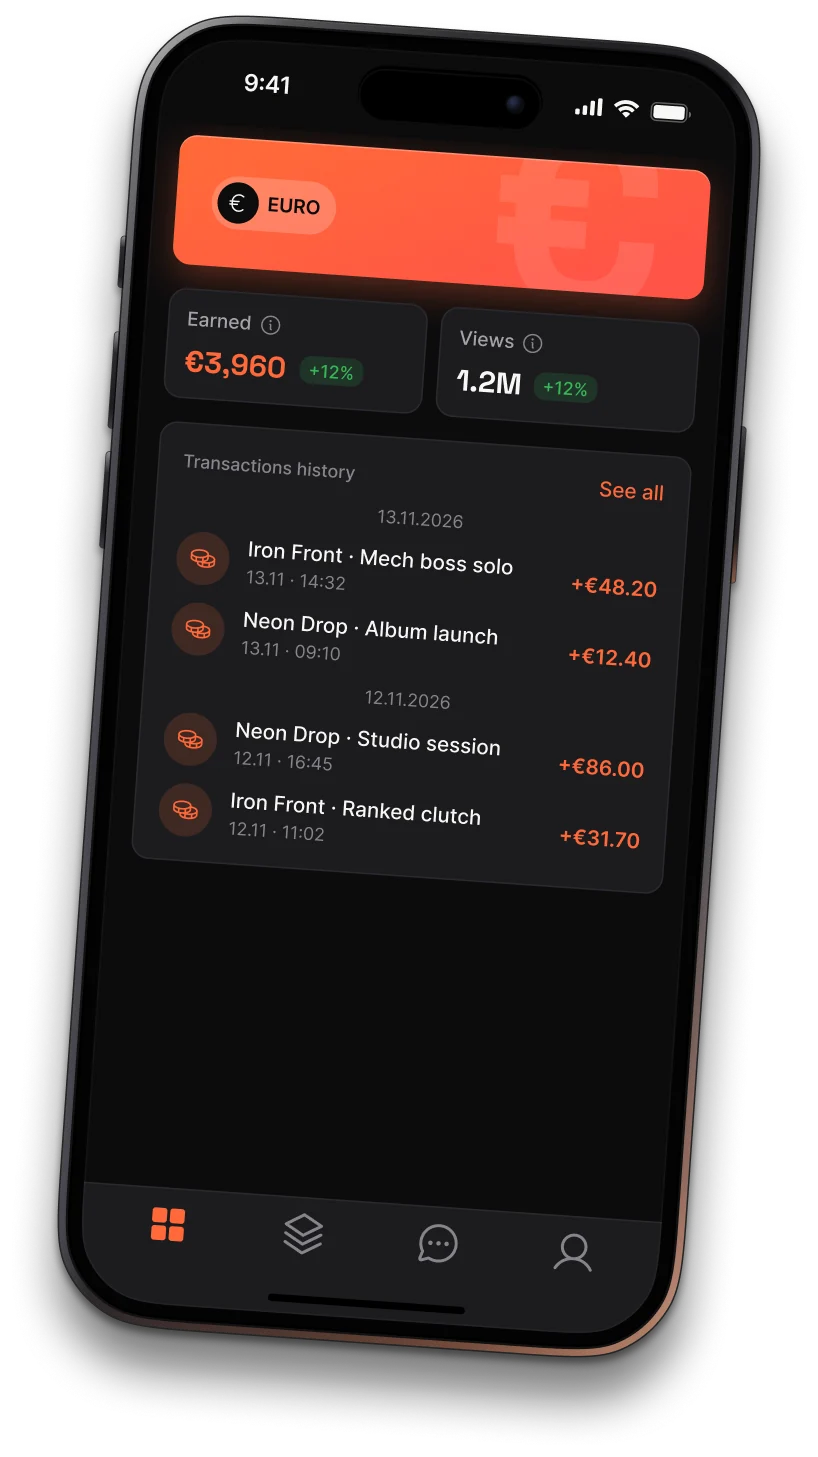 9:41
€ EURO
€
Earned
€3,960 +12%
Views
1.2M +12%
Transactions history
See all
13.11.2026
Iron Front · Mech boss solo
13.11 · 14:32
+€48.20
Neon Drop · Album launch
13.11 · 09:10
+€12.40
12.11.2026
Neon Drop · Studio session
12.11 · 16:45
+€86.00
Iron Front · Ranked clutch
12.11 · 11:02
+€31.70